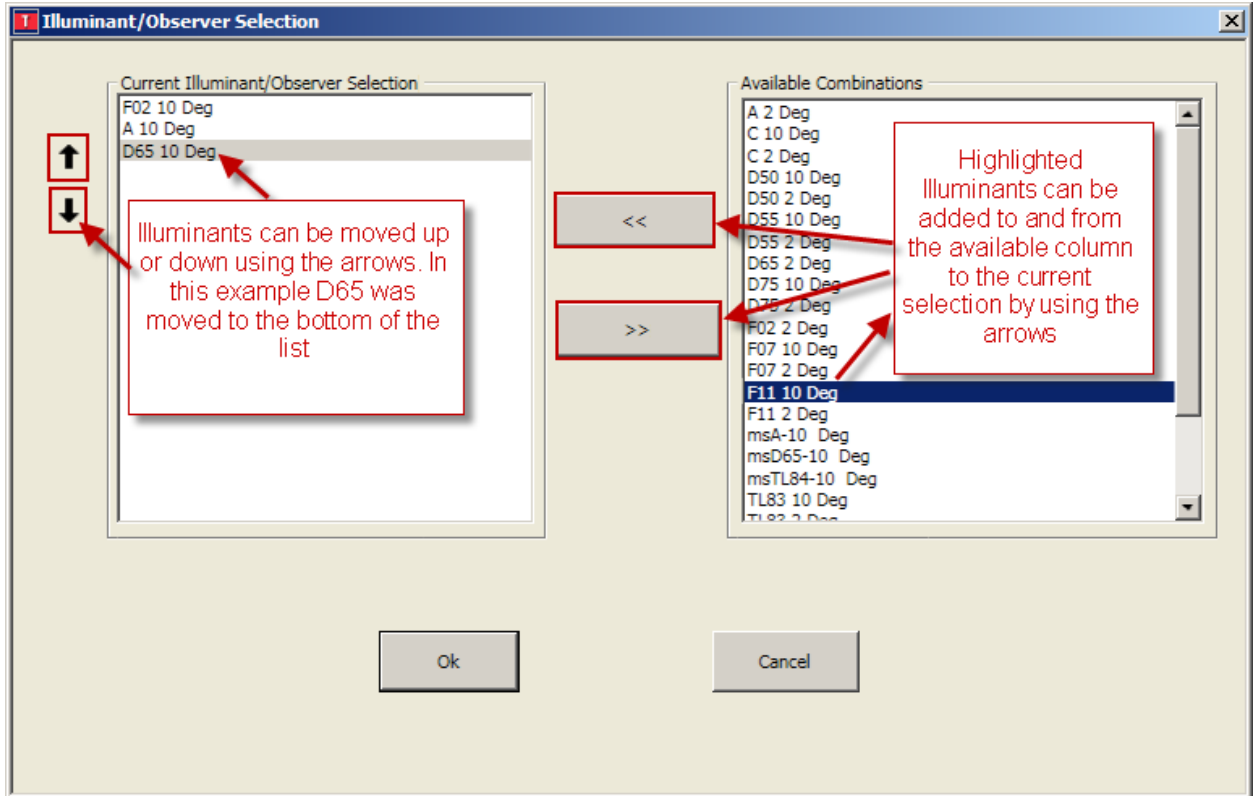 T Illuminant/Observer Selection
Current Illuminant/Observer Selection
F02 10 Deg
A 10 Deg
D65 10 Deg
Illuminants can be moved up
or down using the arrows. In
this example D65 was
moved to the bottom of the
list
<<
>>
Available Combinations
A 2 Deg
C 10 Deg
C 2 Deg
D50 10 Deg
D50 2 Deg
D55 10 Deg
D55 2 Deg
D65 2 Deg
D75 10 Deg
D75 2 Deg
F02 2 Deg
F07 10 Deg
F07 2 Deg
F11 10 Deg
F11 2 Deg
msA-10 Deg
msD65-10 Deg
msTL84-10 Deg
TL83 10 Deg
TL83 2 Deg
Highlighted
Illuminants can be
added to and from
the available column
to the current
selection by using the
arrows
Ok
Cancel